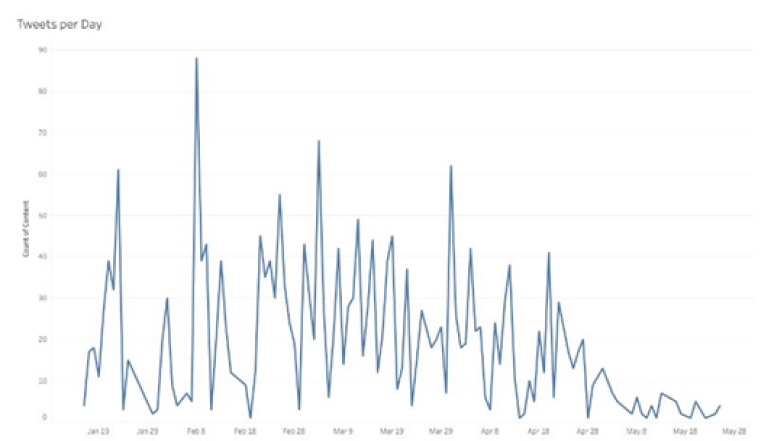 Tweets per Day
90
80
70
60
50
40
30
20
10
0
Count of Content
Jan 19
Jan 29
Feb 8
Feb 18
Feb 28
Mar 9
Mar 19
Mar 29
Apr 8
Apr 18
Apr 28
May 8
May 18
May 28